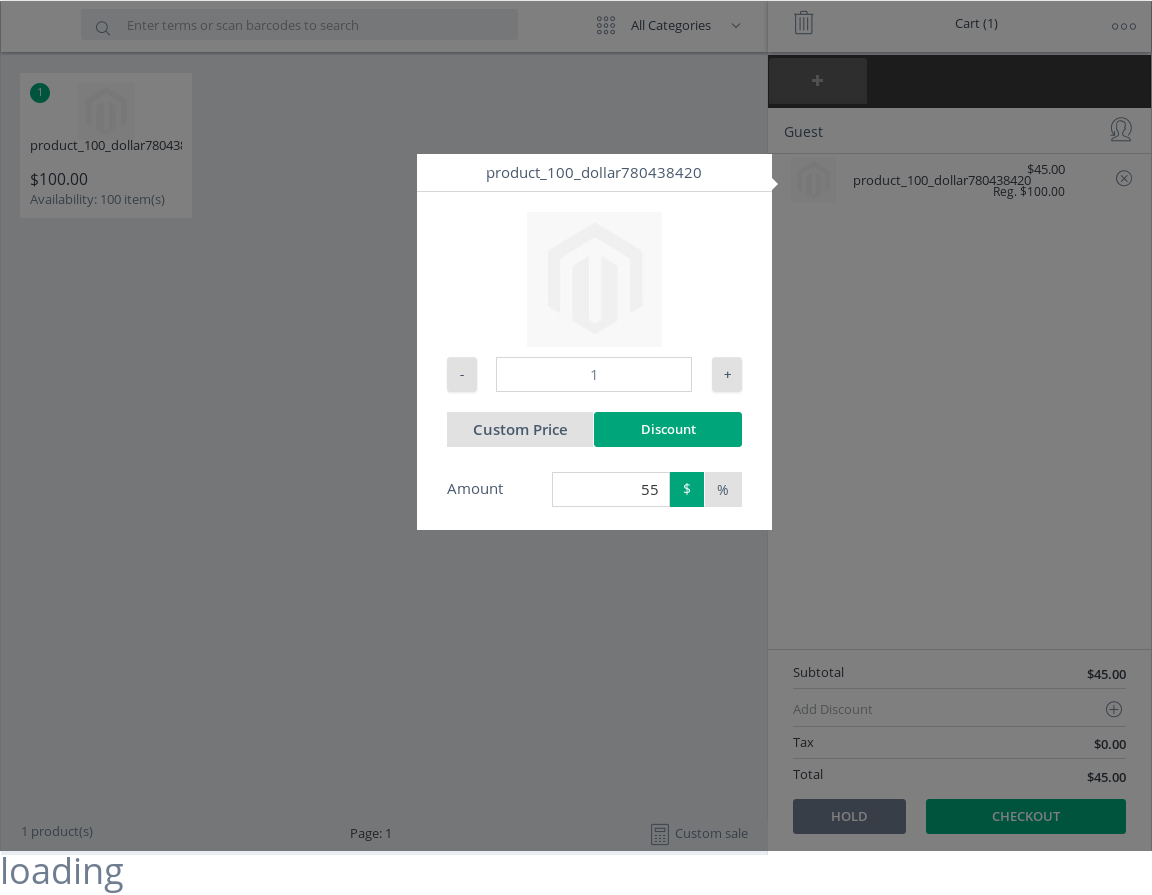 Enter terms or scan barcodes to search
All Categories
Cart (1)
+
Guest
1
product_100_dollar78043
$100.00
Availability: 100 item(s)
product_100_dollar780438420
$45.00
product_100_dollar780438420
Reg. $100.00
- 1 +
Custom Price Discount
Amount 55 $ %
Subtotal $45.00
Add Discount
Tax $0.00
Total $45.00
HOLD CHECKOUT
1 product(s) Page: 1 Custom sale
loading